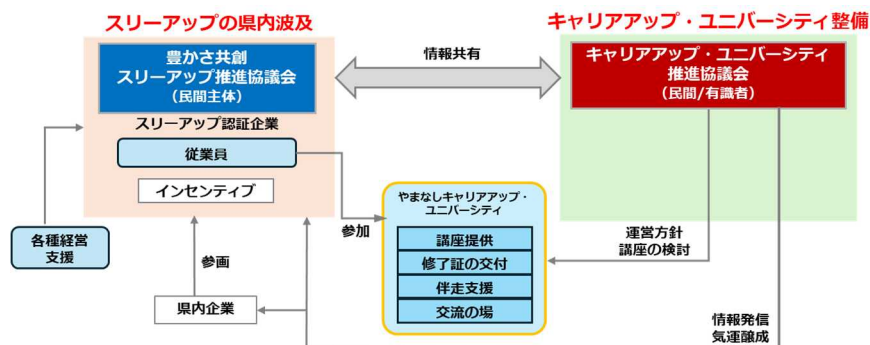 スリーアップの県内波及
キャリアアップ・ユニバーシティ整備
豊かさ共創
スリーアップ推進協議会
（民間主体）
情報共有
キャリアアップ・ユニバーシティ
推進協議会
（民間/有識者）
スリーアップ認証企業
従業員
インセンティブ
やまなしキャリアアップ・
ユニバーシティ
講座提供
修了証の交付
伴走支援
交流の場
各種経営
支援
参画
参加
県内企業
運営方針
講座の検討
情報発信
気運醸成